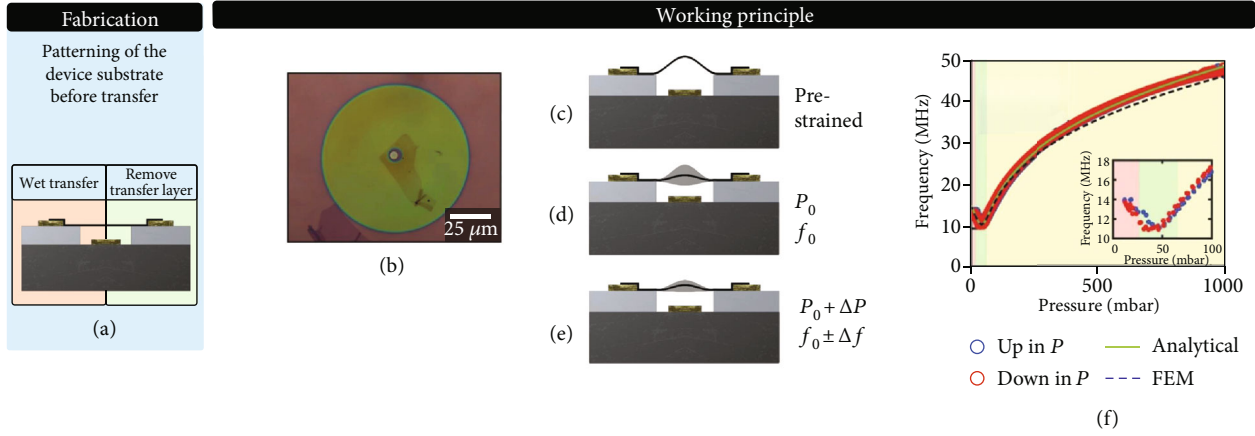 Fabrication
Patterning of the
device substrate
before transfer
Wet transfer
Remove
transfer layer
(a)
Working principle
25 μm
(b)
(c)
Pre-
strained
(d)
P₀
f₀
(e)
P₀ + ΔP
f₀ ± Δf
Frequency (MHz)
50
40
30
20
10
0
0
500
1000
Pressure (mbar)
Frequency (MHz)
18
16
14
12
10
0
50
100
Pressure (mbar)
Up in P
Analytical
Down in P
FEM
(f)